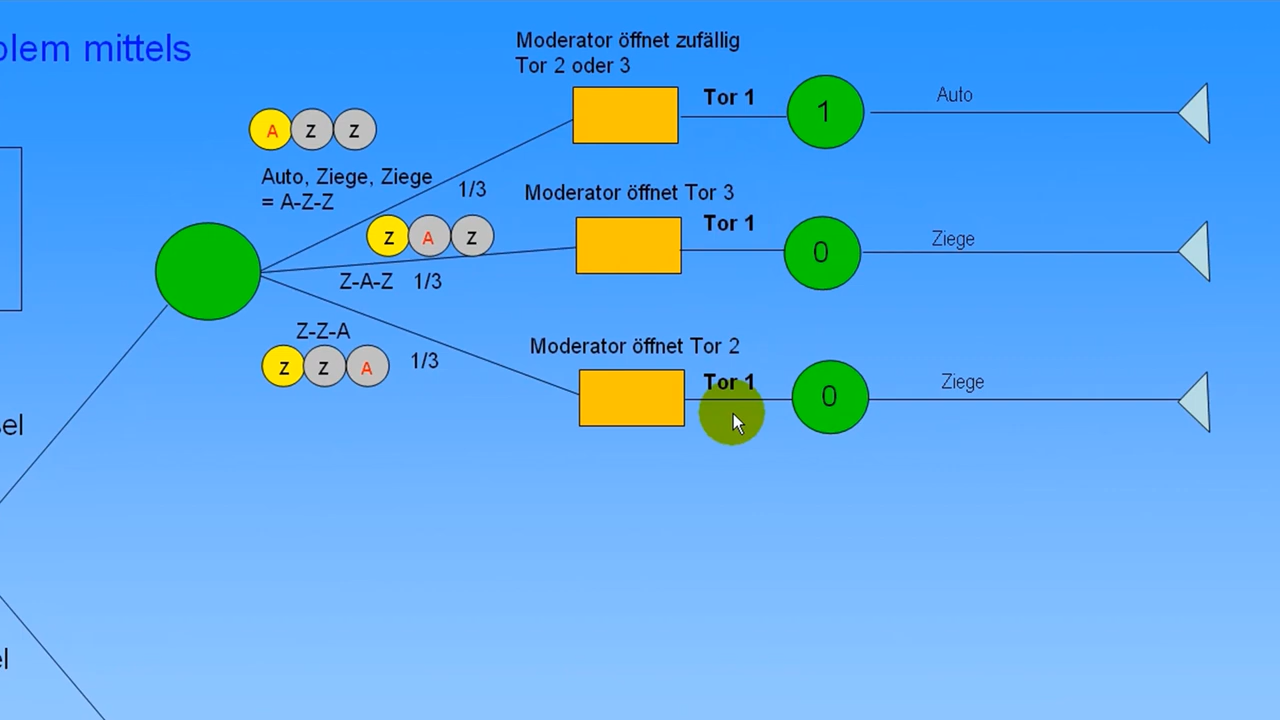 blem mittels
Moderator öffnet zufällig
Tor 2 oder 3
Tor 1
1
Auto
A Z Z
Auto, Ziege, Ziege
= A-Z-Z
1/3
Moderator öffnet Tor 3
Tor 1
0
Ziege
Z A Z
Z-A-Z 1/3
Z-Z-A
Z Z A
1/3
Moderator öffnet Tor 2
Tor 1
0
Ziege
el